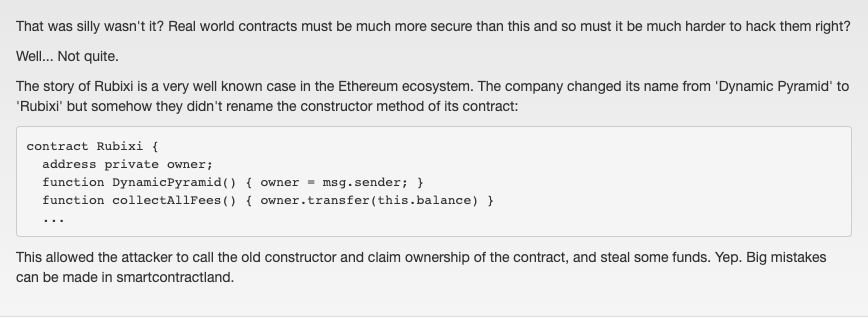 That was silly wasn't it? Real world contracts must be much more secure than this and so must it be much harder to hack them right?
Well... Not quite.
The story of Rubixi is a very well known case in the Ethereum ecosystem. The company changed its name from 'Dynamic Pyramid' to
'Rubixi' but somehow they didn't rename the constructor method of its contract:
contract Rubixi {
  address private owner;
  function DynamicPyramid() { owner = msg.sender; }
  function collectAllFees() { owner.transfer(this.balance) }
  ...
This allowed the attacker to call the old constructor and claim ownership of the contract, and steal some funds. Yep. Big mistakes
can be made in smartcontractland.